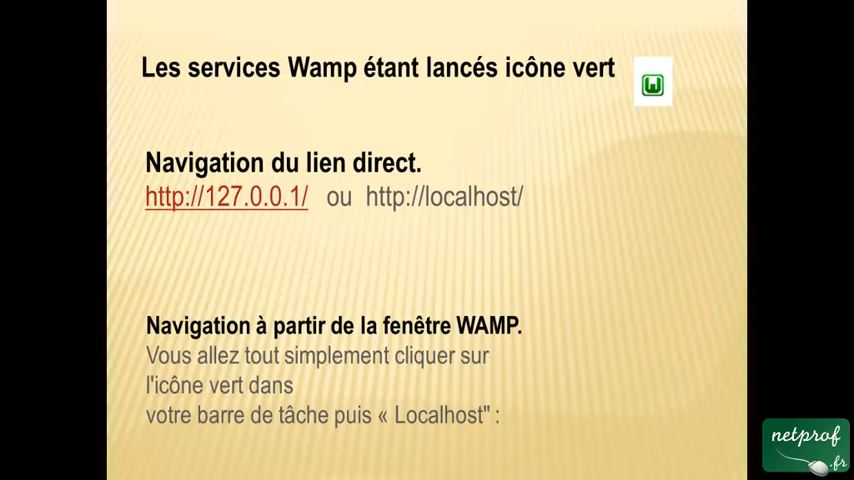 Les services Wamp étant lancés icône vert
W
Navigation du lien direct.
http://127.0.0.1/ ou http://localhost/
Navigation à partir de la fenêtre WAMP.
Vous allez tout simplement cliquer sur
l'icône vert dans
votre barre de tâche puis « Localhost" :
netprof
.fr